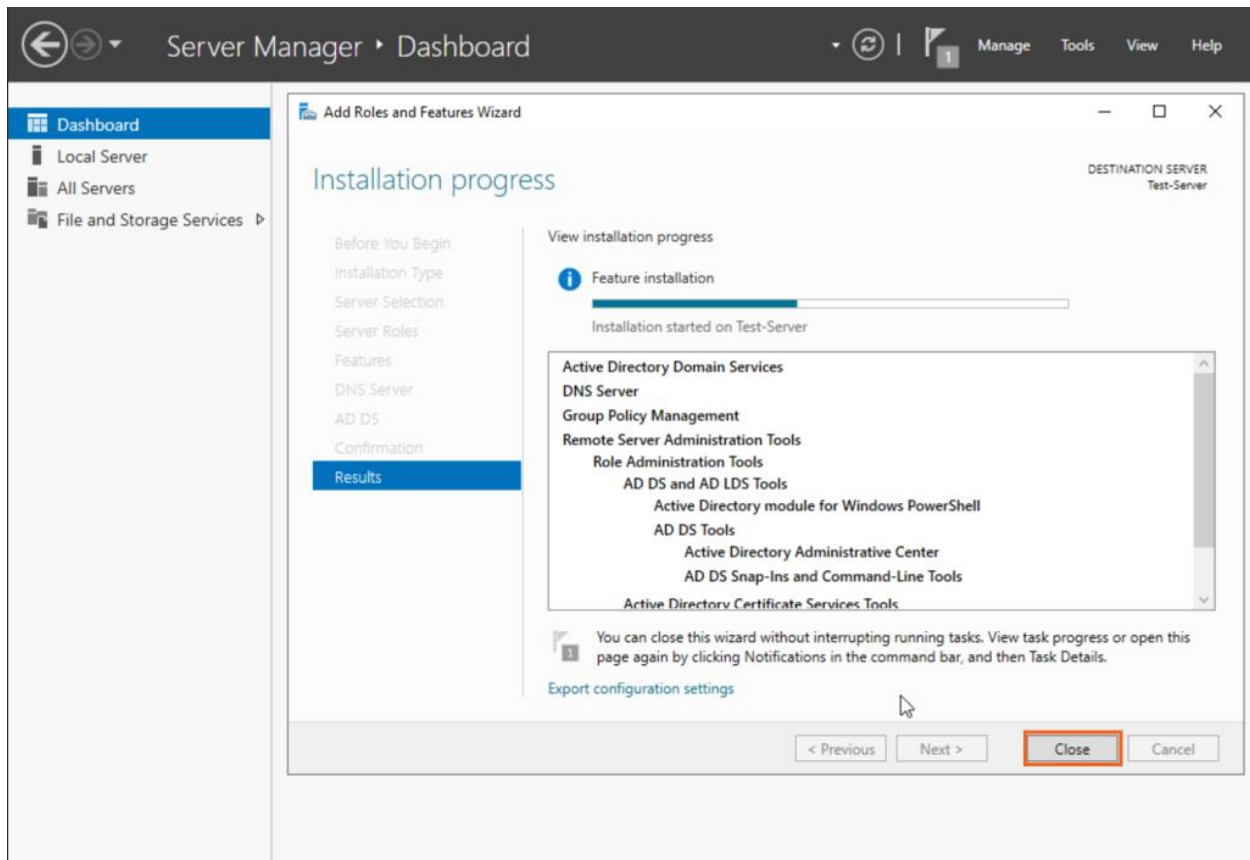 Server Manager ‣ Dashboard
1
Manage
Tools
View
Help
Dashboard
Local Server
All Servers
File and Storage Services
Add Roles and Features Wizard
Installation progress
DESTINATION SERVER
Test-Server
Before You Begin
Installation Type
Server Selection
Server Roles
Features
DNS Server
AD DS
Confirmation
Results
View installation progress
Feature installation
Installation started on Test-Server
Active Directory Domain Services
DNS Server
Group Policy Management
Remote Server Administration Tools
Role Administration Tools
AD DS and AD LDS Tools
Active Directory module for Windows PowerShell
AD DS Tools
Active Directory Administrative Center
AD DS Snap-Ins and Command-Line Tools
Active Directory Certificate Services Tools
1
You can close this wizard without interrupting running tasks. View task progress or open this
page again by clicking Notifications in the command bar, and then Task Details.
Export configuration settings
< Previous
Next >
Close
Cancel